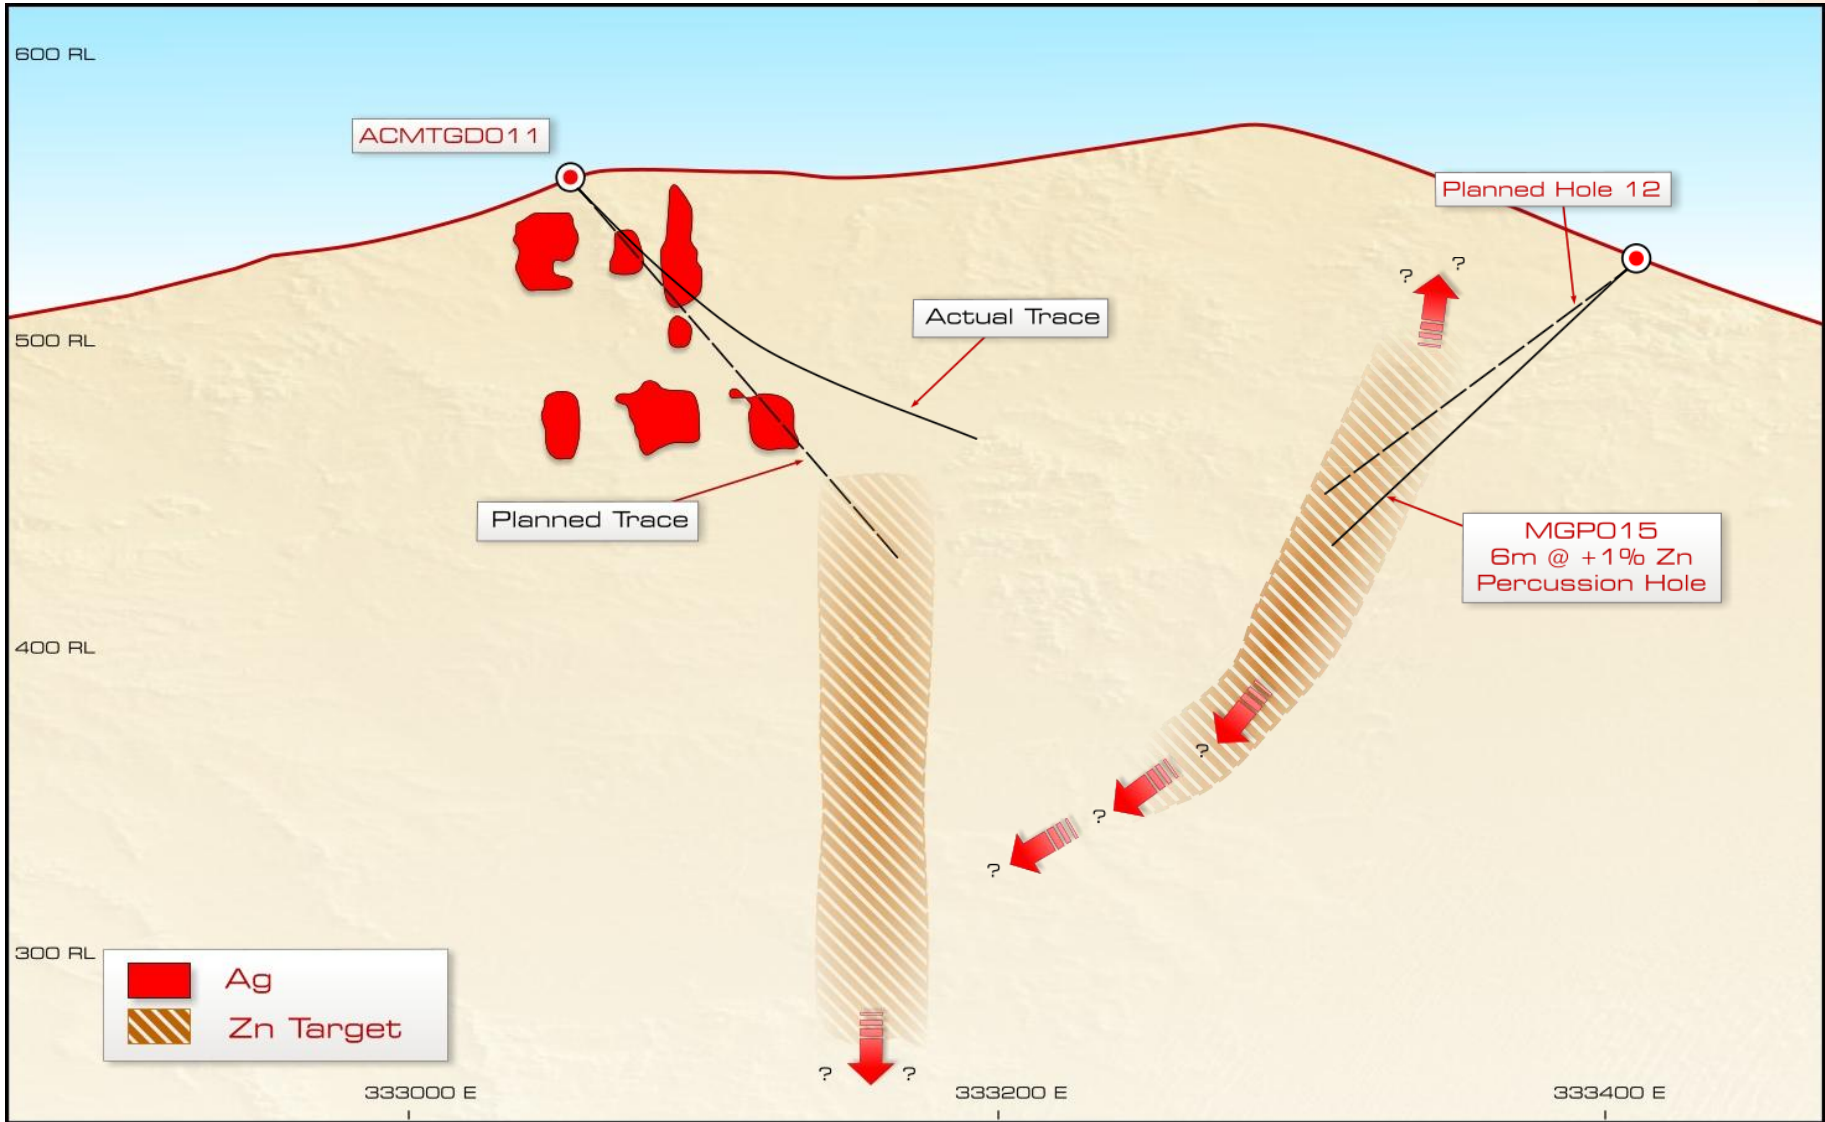 600 RL
ACMTGD011
Planned Hole 12
?
?
Actual Trace
500 RL
Planned Trace
MGP015
6m @ +1% Zn
Percussion Hole
400 RL
?
?
?
300 RL
Ag
Zn Target
?
?
333000 E
333200 E
333400 E